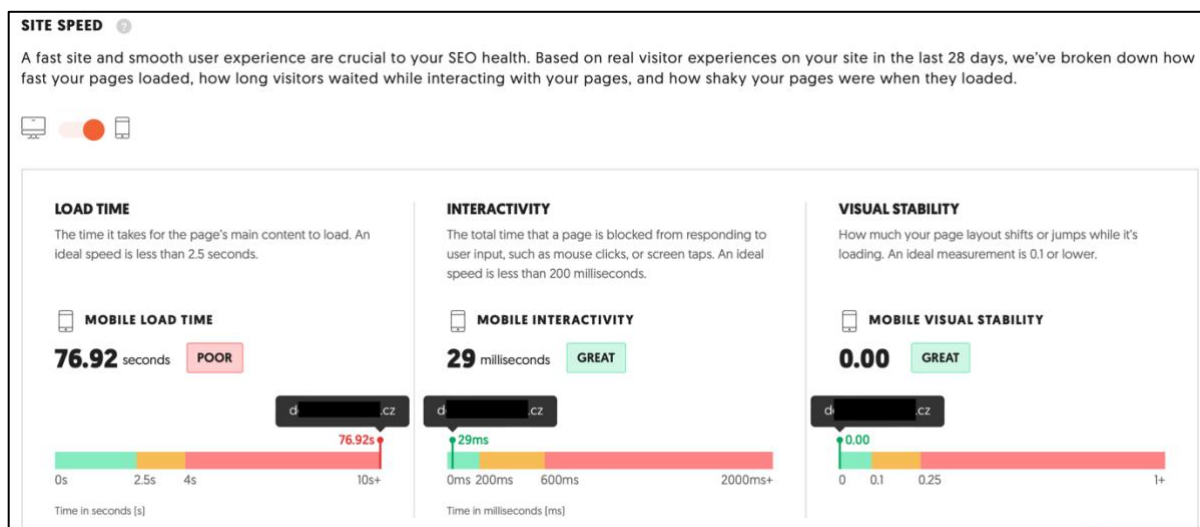 SITE SPEED ?
A fast site and smooth user experience are crucial to your SEO health. Based on real visitor experiences on your site in the last 28 days, we've broken down how
fast your pages loaded, how long visitors waited while interacting with your pages, and how shaky your pages were when they loaded.
LOAD TIME
The time it takes for the page's main content to load. An
ideal speed is less than 2.5 seconds.
MOBILE LOAD TIME
76.92 seconds POOR
d .cz
76.92s
0s 2.5s 4s 10s+
Time in seconds (s)
INTERACTIVITY
The total time that a page is blocked from responding to
user input, such as mouse clicks, or screen taps. An ideal
speed is less than 200 milliseconds.
MOBILE INTERACTIVITY
29 milliseconds GREAT
d .cz
29ms
0ms 200ms 600ms 2000ms+
Time in milliseconds (ms)
VISUAL STABILITY
How much your page layout shifts or jumps while it's
loading. An ideal measurement is 0.1 or lower.
MOBILE VISUAL STABILITY
0.00 GREAT
d .cz
0.00
0 0.1 0.25 1+